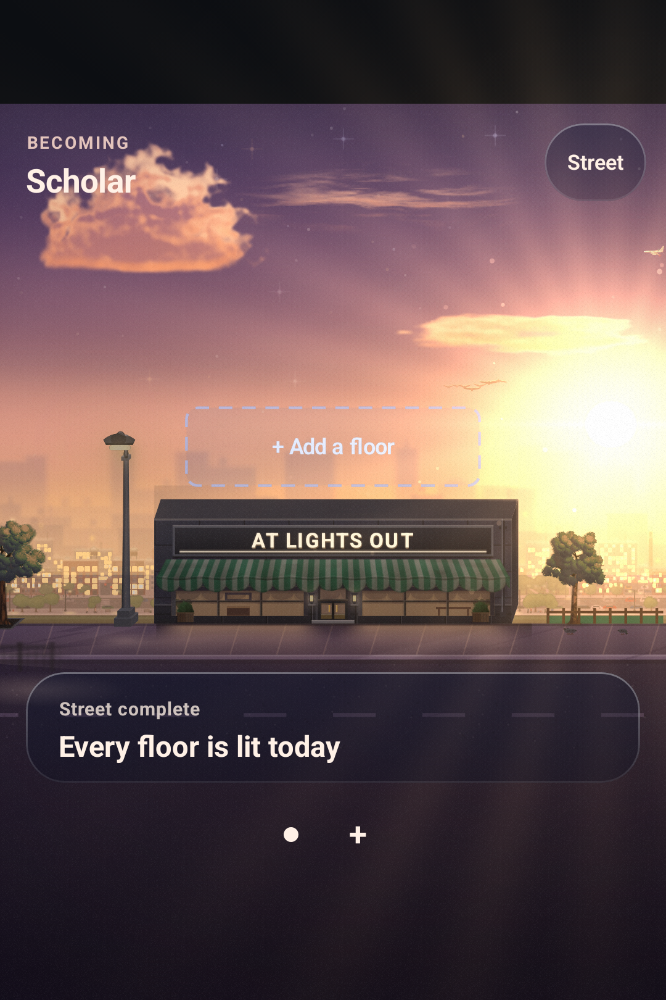 BECOMING
Scholar
Street
+ Add a floor
AT LIGHTS OUT
Street complete
Every floor is lit today
+